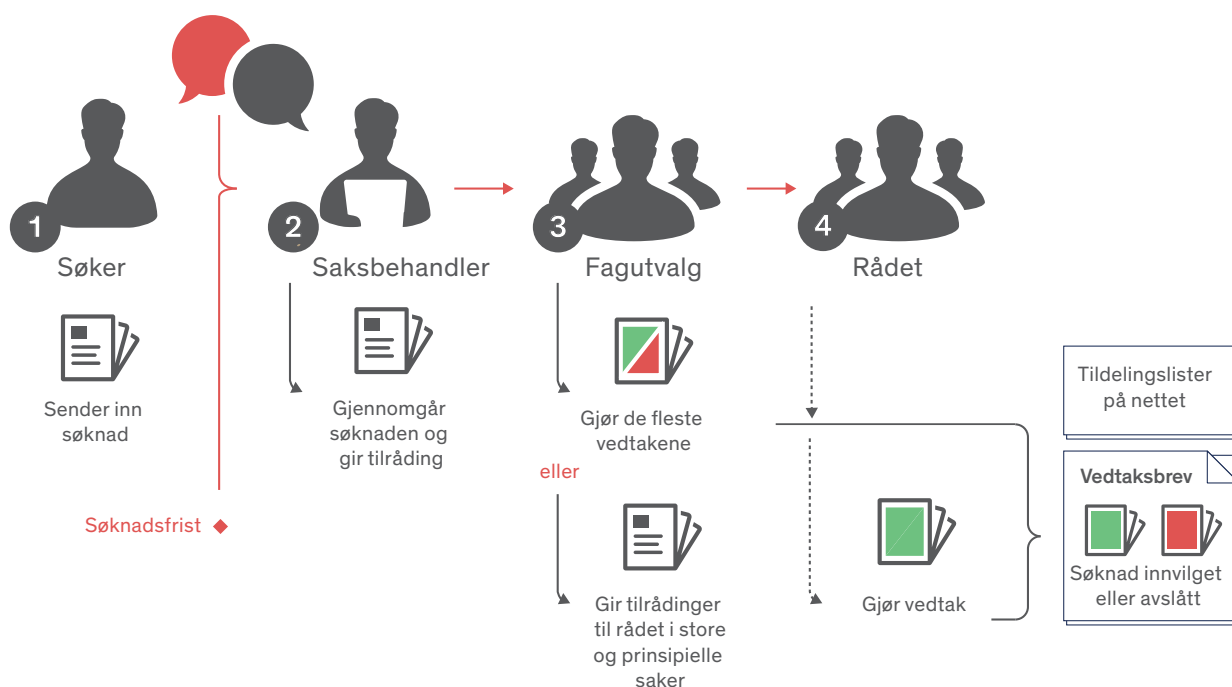 1
Søker
Sender inn
søknad
Søknadsfrist
2
Saksbehandler
Gjennomgår
søknaden og
gir tilråding
3
Fagutvalg
Gjør de fleste
vedtakene
eller
Gir tilrådinger
til rådet i store
og prinsipielle
saker
4
Rådet
Gjør vedtak
Tildelingslister
på nettet
Vedtaksbrev
Søknad innvilget
eller avslått